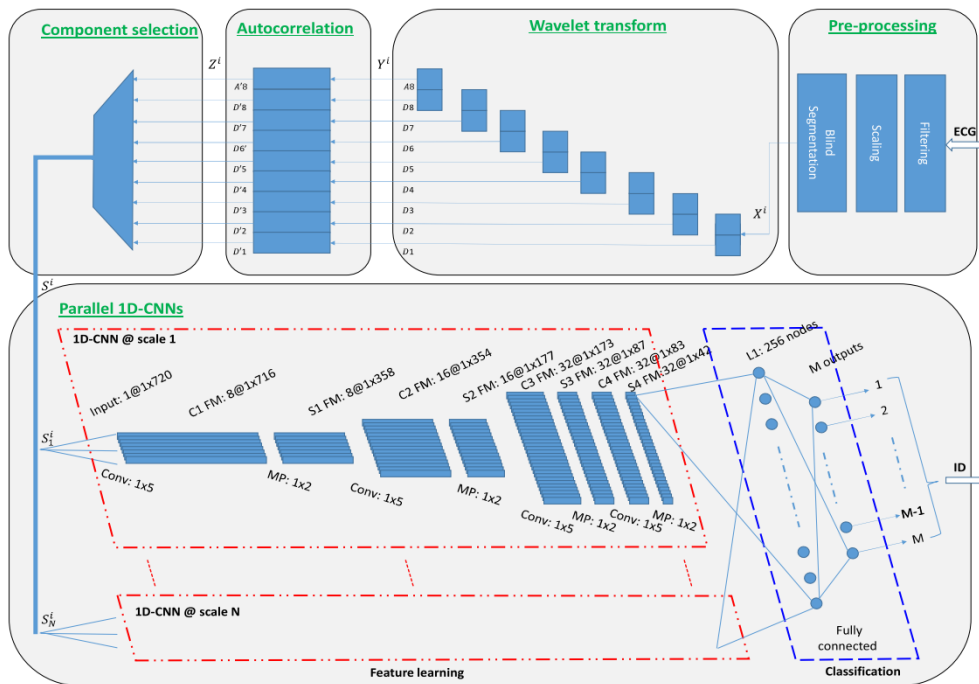 Component selection
Autocorrelation
Wavelet transform
Pre-processing
Z^i
Y^i
A'8
D'8
D'7
D6'
D'5
D'4
D'3
D'2
D'1
A8
D8
D7
D6
D5
D4
D3
D2
D1
X^i
Blind Segmentation
Scaling
Filtering
ECG
S^i
Parallel 1D-CNNs
1D-CNN @ scale 1
Input: 1@1x720
C1 FM: 8@1x716
S1 FM: 8@1x358
C2 FM: 16@1x354
S2 FM: 16@1x177
C3 FM: 32@1x173
S3 FM: 32@1x87
C4 FM: 32@1x83
S4 FM:32@1x42
L1: 256 nodes
M outputs
S_1^i
Conv: 1x5
MP: 1x2
Conv: 1x5
MP: 1x2
Conv: 1x5
MP: 1x2
Conv: 1x5
MP: 1x2
1
2
M-1
M
ID
S_N^i
1D-CNN @ scale N
Fully connected
Feature learning
Classification